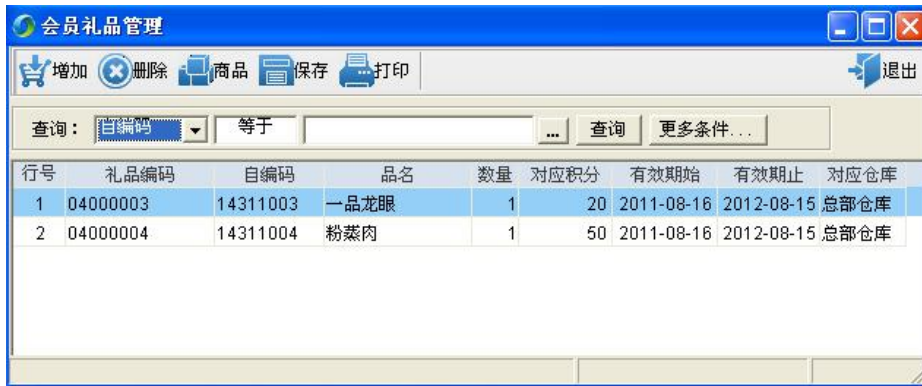 会员礼品管理
增加 删除 商品 保存 打印 退出
查询： 自编码 等于 ... 查询 更多条件...
行号 礼品编码 自编码 品名 数量 对应积分 有效期始 有效期止 对应仓库
1 04000003 14311003 一品龙眼 1 20 2011-08-16 2012-08-15 总部仓库
2 04000004 14311004 粉蒸肉 1 50 2011-08-16 2012-08-15 总部仓库